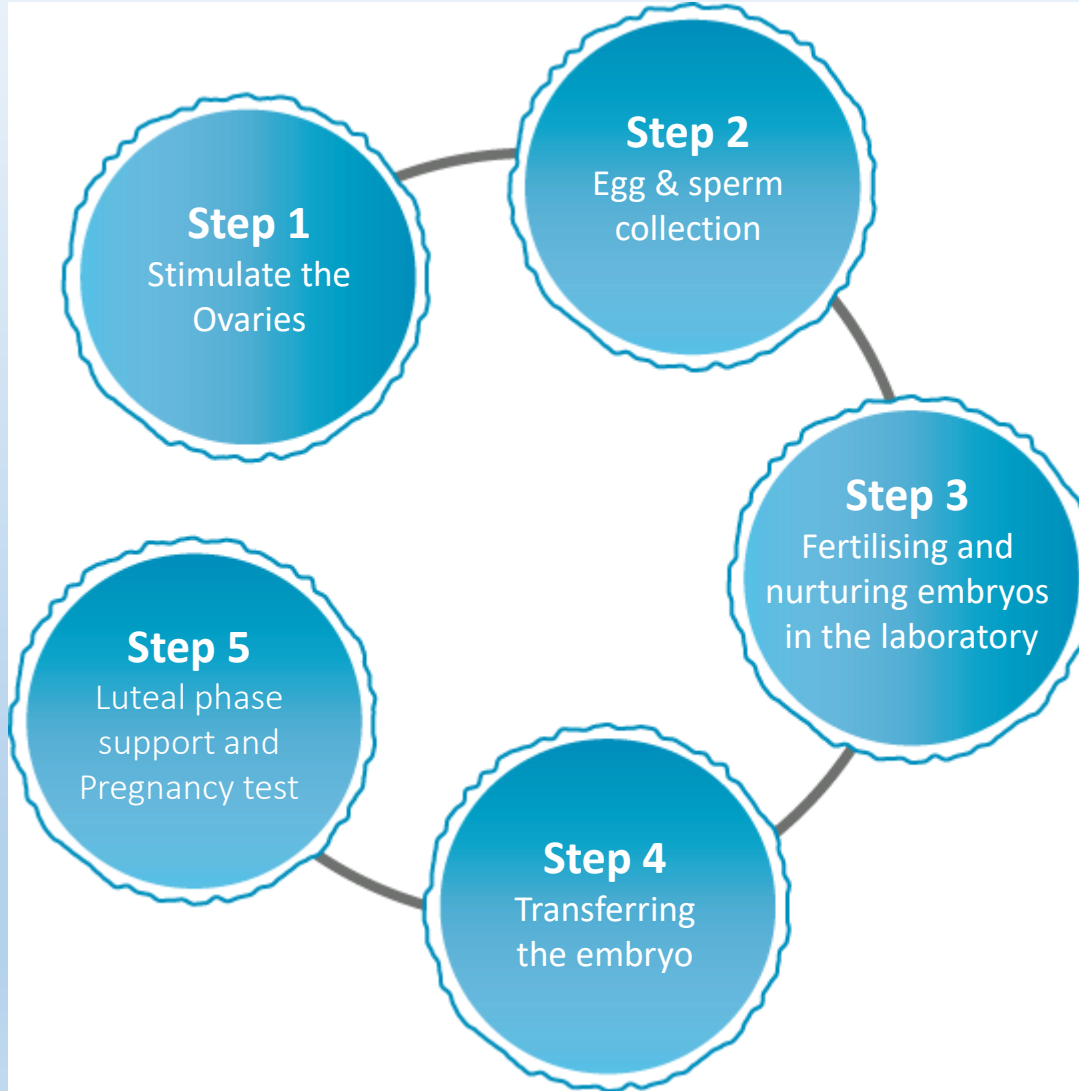 Step 1
Stimulate the
Ovaries
Step 2
Egg & sperm
collection
Step 3
Fertilising and
nurturing embryos
in the laboratory
Step 4
Transferring
the embryo
Step 5
Luteal phase
support and
Pregnancy test